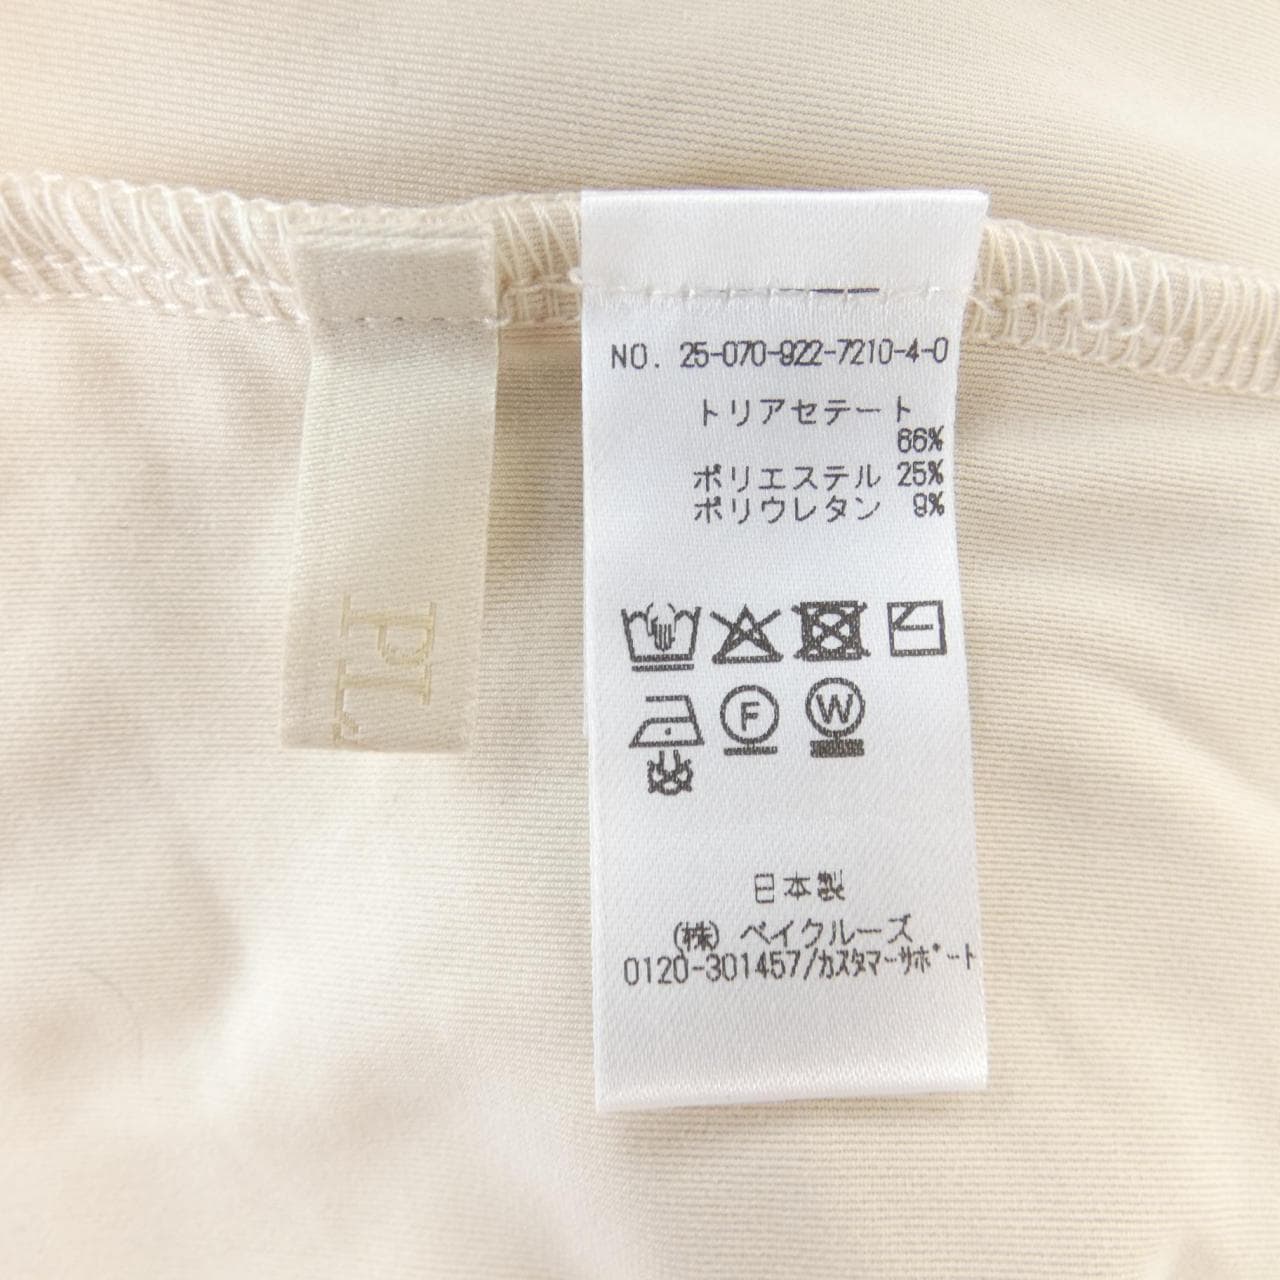 NO. 25-070-922-7210-4-0
トリアセテート
66%
ポリエステル 25%
ポリウレタン 9%
F W
日本製
(株) ベイクルーズ
0120-301457/カスタマーサポート
PL